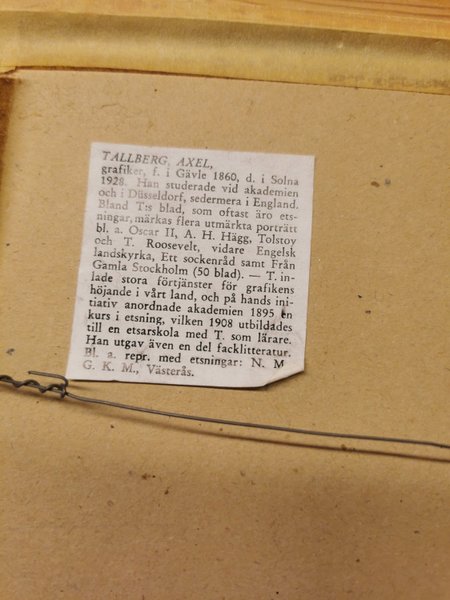 TALLBERG, AXEL,
grafiker, f. i Gävle 1860, d. i Solna
1928. Han studerade vid akademien
och i Düsseldorf, sedermera i England.
Bland T:s blad, som oftast äro ets-
ningar, märkas flera utmärkta porträtt
bl. a. Oscar II, A. H. Hägg, Tolstoy
och T. Roosevelt, vidare Engelsk
landskyrka, Ett sockenråd samt Från
Gamla Stockholm (50 blad). — T. in-
lade stora förtjänster för grafikens
höjande i vårt land, och på hands ini-
tiativ anordnade akademien 1895 en
kurs i etsning, vilken 1908 utbildades
till en etsarskola med T. som lärare.
Han utgav även en del facklitteratur.
Bl. a. repr. med etsningar: N. M
G. K. M., Västerås.